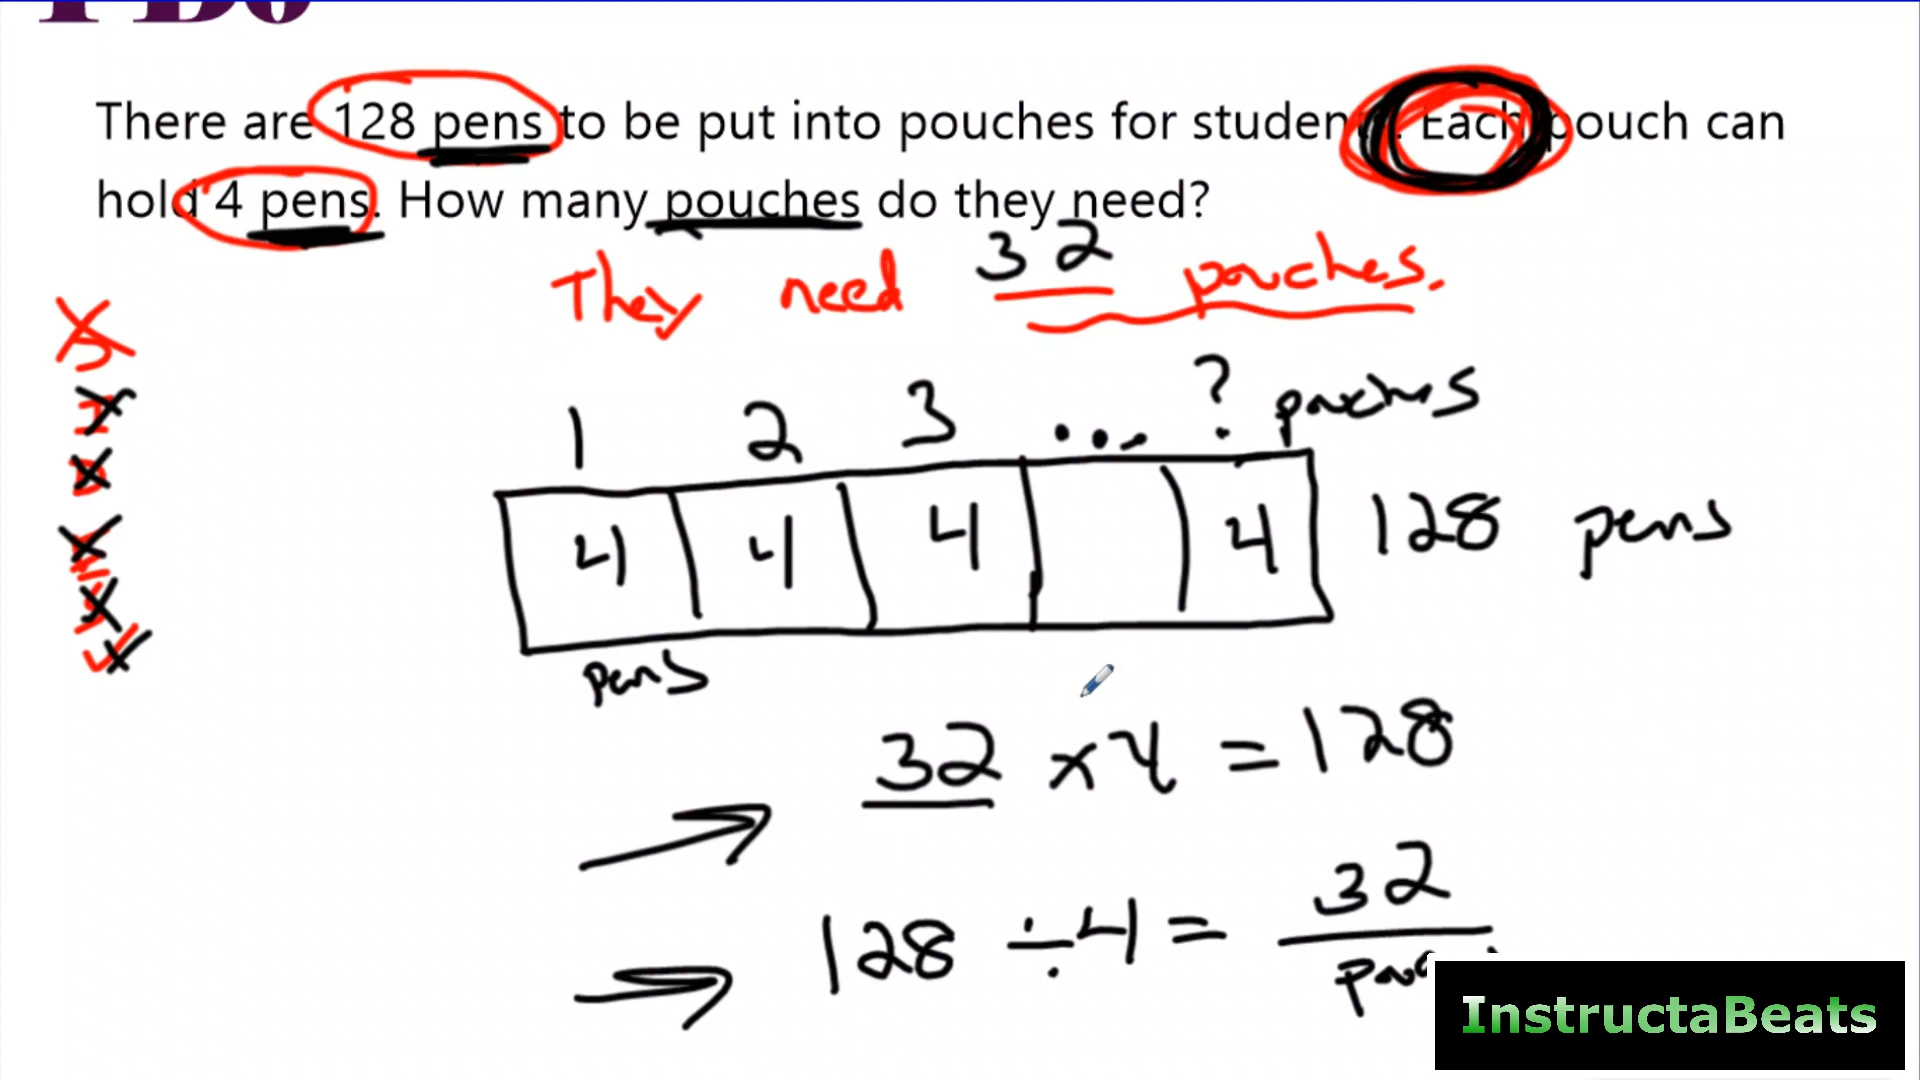 There are 128 pens to be put into pouches for students. Each pouch can
hold 4 pens. How many pouches do they need?
They need 32 pouches.
1 2 3 ... ? pouches
4 4 4 4 128 pens
pens
32 x 4 = 128
128 ÷ 4 = 32
InstructaBeats